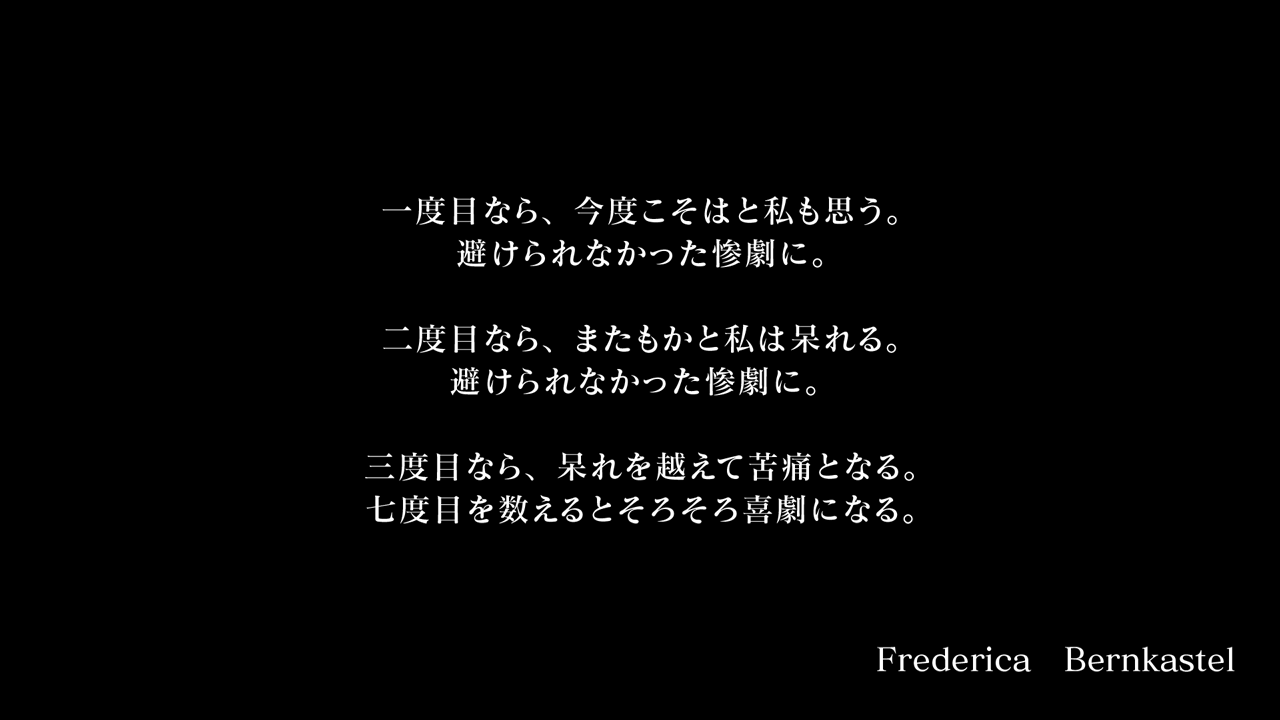 一度目なら、今度こそはと私も思う。
避けられなかった惨劇に。
二度目なら、またもかと私は呆れる。
避けられなかった惨劇に。
三度目なら、呆れを越えて苦痛となる。
七度目を数えるとそろそろ喜劇になる。
Frederica　Bernkastel